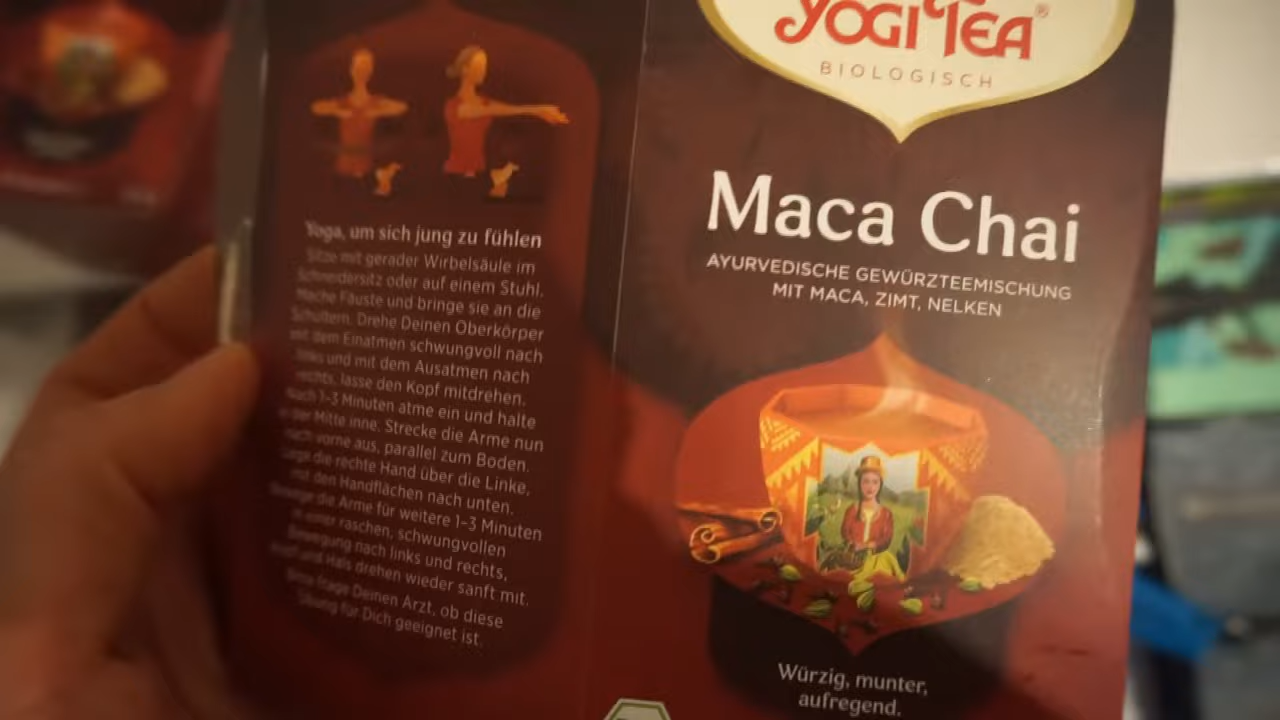 Yoga, um sich jung zu fühlen
Sitze mit gerader Wirbelsäule im
Schneidersitz oder auf einem Stuhl.
Mache Fäuste und bringe sie an die
Schultern. Drehe Deinen Oberkörper
mit dem Einatmen schwungvoll nach
links und mit dem Ausatmen nach
rechts, lasse den Kopf mitdrehen.
Nach 1-3 Minuten atme ein und halte
in der Mitte inne. Strecke die Arme nun
nach vorne aus, parallel zum Boden.
Lege die rechte Hand über die Linke,
mit den Handflächen nach unten.
Bewege die Arme für weitere 1-3 Minuten
in einer raschen, schwungvollen
Bewegung nach links und rechts,
Kopf und Hals drehen wieder sanft mit.
Bitte frage Deinen Arzt, ob diese
Übung für Dich geeignet ist.
YOGI TEA®
BIOLOGISCH
Maca Chai
AYURVEDISCHE GEWÜRZTEEMISCHUNG
MIT MACA, ZIMT, NELKEN
Würzig, munter,
aufregend.